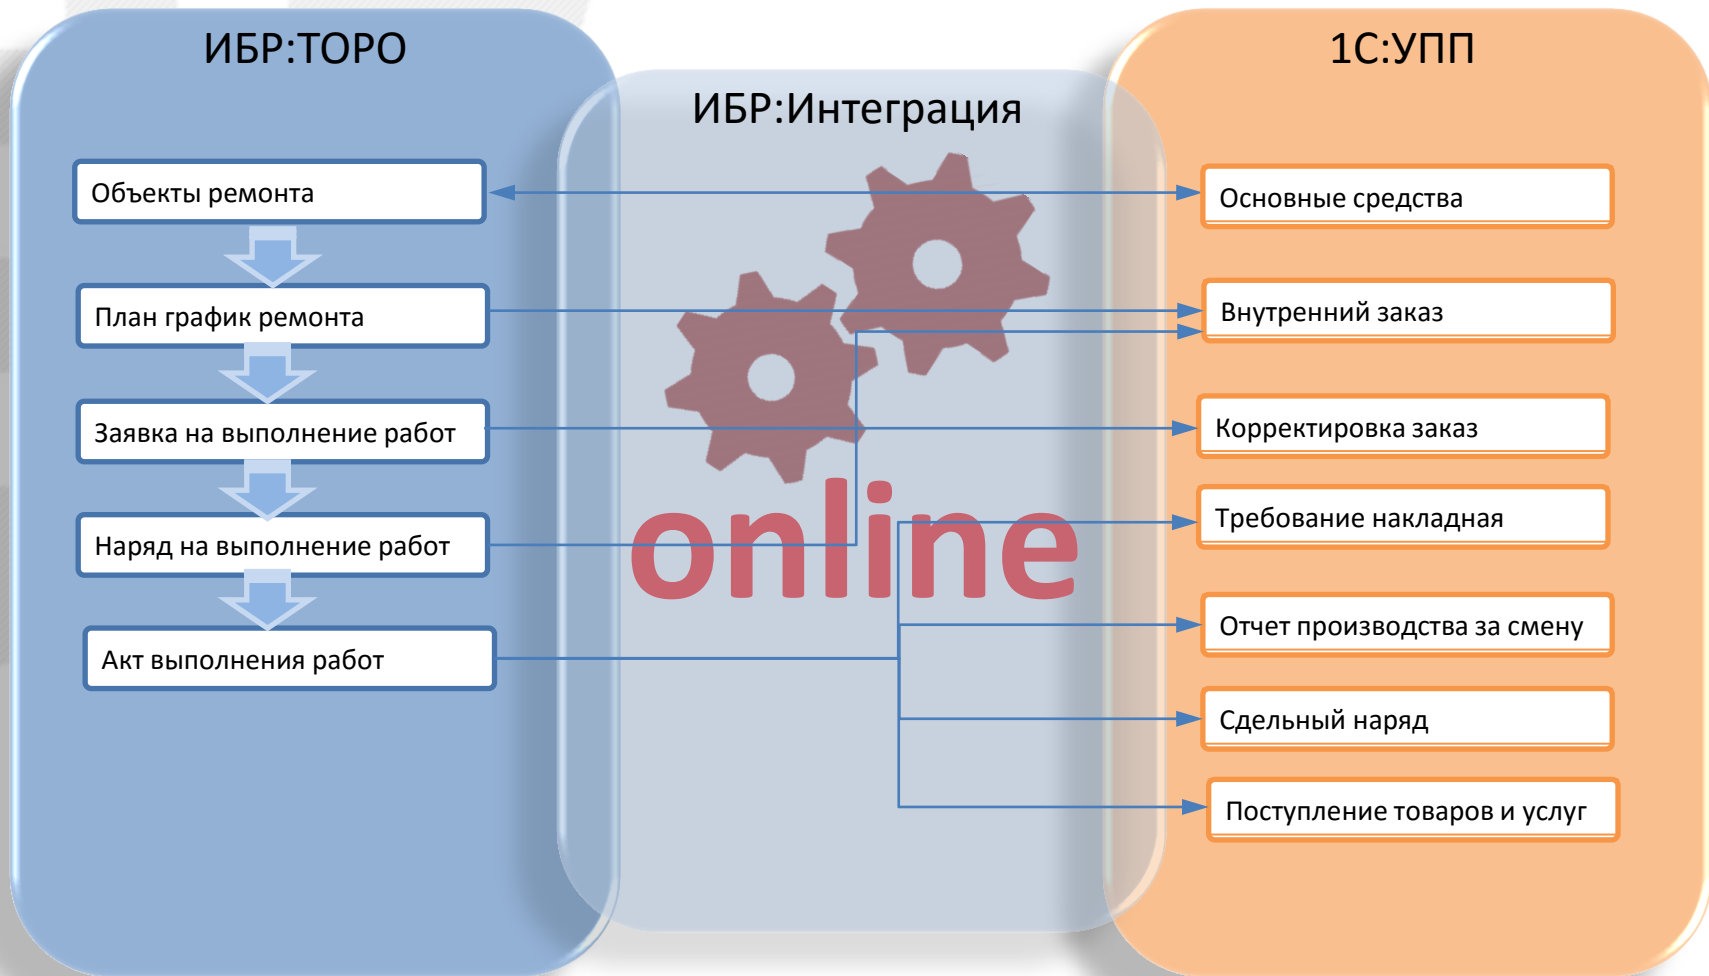 ИБР:ТОРО
Объекты ремонта
План график ремонта
Заявка на выполнение работ
Наряд на выполнение работ
Акт выполнения работ
ИБР:Интеграция
online
1С:УПП
Основные средства
Внутренний заказ
Корректировка заказ
Требование накладная
Отчет производства за смену
Сдельный наряд
Поступление товаров и услуг